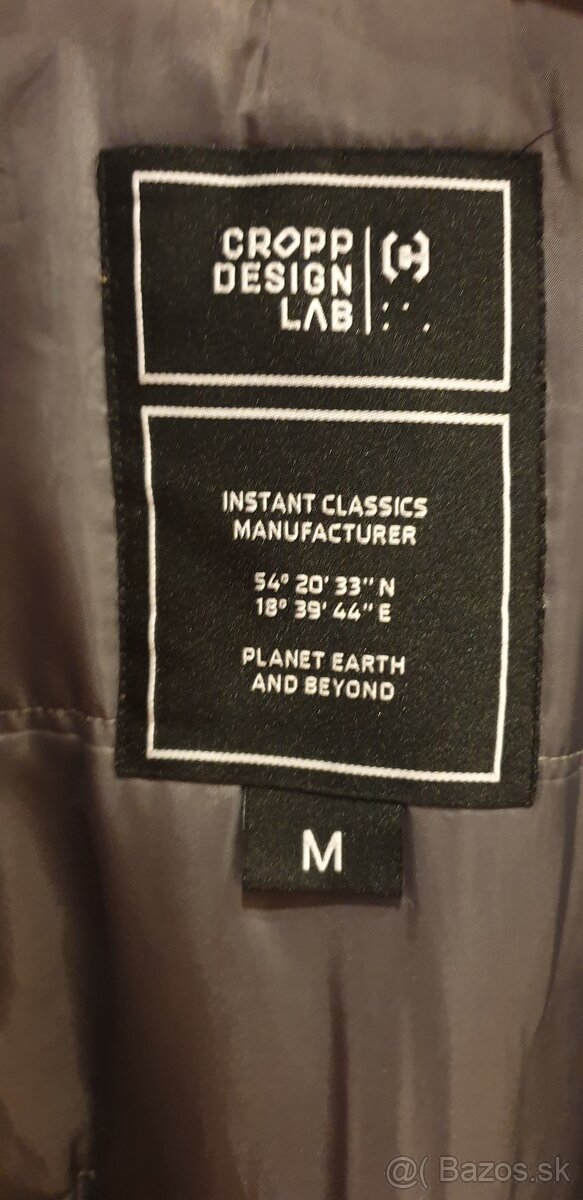 CROPP
DESIGN
LAB
INSTANT CLASSICS
MANUFACTURER
54° 20' 33'' N
18° 39' 44'' E
PLANET EARTH
AND BEYOND
M
@( Bazos.sk